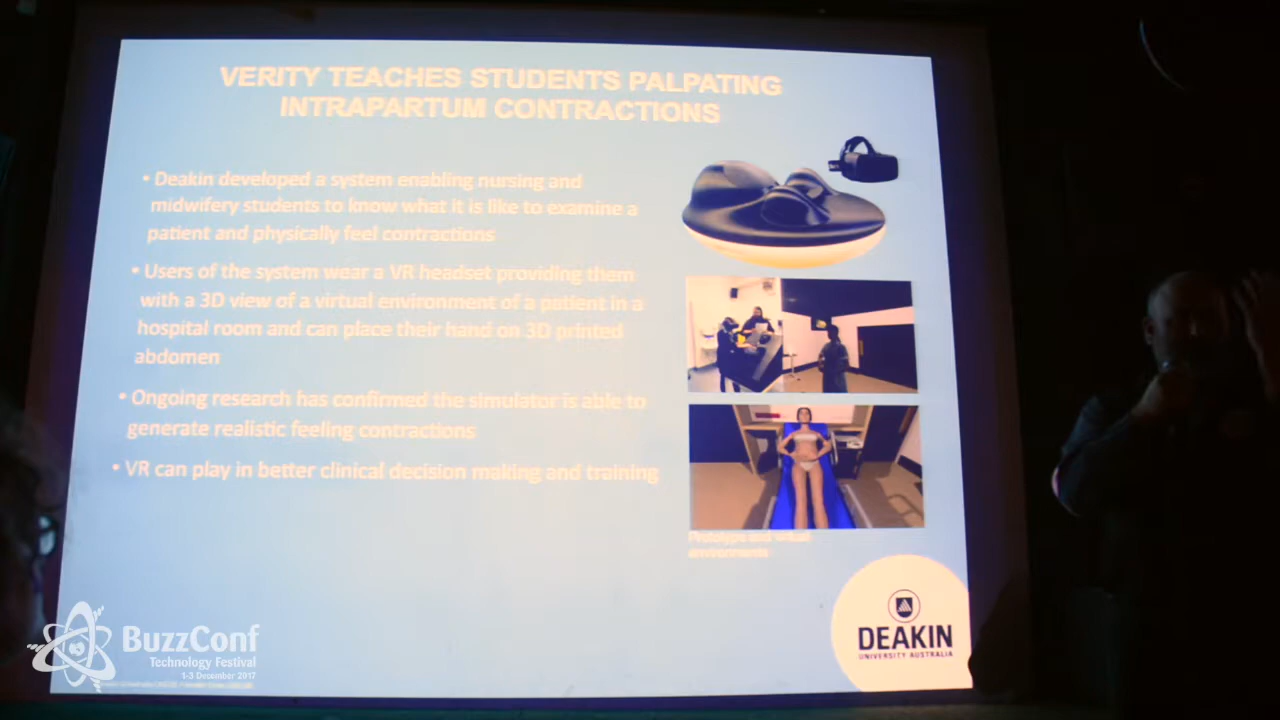 VERITY TEACHES STUDENTS PALPATING
INTRAPARTUM CONTRACTIONS
• Deakin developed a system enabling nursing and
midwifery students to know what it is like to examine a
patient and physically feel contractions
• Users of the system wear a VR headset providing them
with a 3D view of a virtual environment of a patient in a
hospital room and can place their hand on 3D printed
abdomen
• Ongoing research has confirmed the simulator is able to
generate realistic feeling contractions
• VR can play in better clinical decision making and training
Prototype and virtual
environments
DEAKIN
UNIVERSITY AUSTRALIA
BuzzConf
Technology Festival
1-3 December 2017